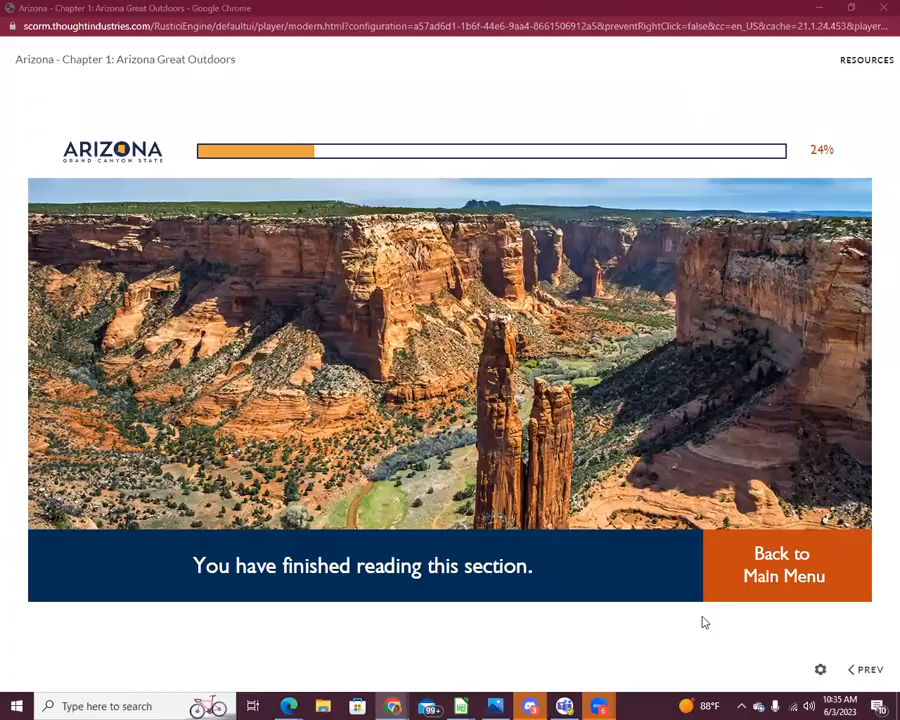 Arizona - Chapter 1: Arizona Great Outdoors - Google Chrome
scorm.thoughtindustries.com/RusticiEngine/defaultui/player/modern.html?configuration=a57ad6d1-1b6f-44e6-9aa4-8661506912a5&preventRightClick=false&cc=en_US&cache=21.1.24.453&player...
Arizona - Chapter 1: Arizona Great Outdoors
RESOURCES
ARIZONA
GRAND CANYON STATE
24%
You have finished reading this section.
Back to
Main Menu
PREV
Type here to search
99+
3
6
88°F
10:35 AM
6/3/2023
10